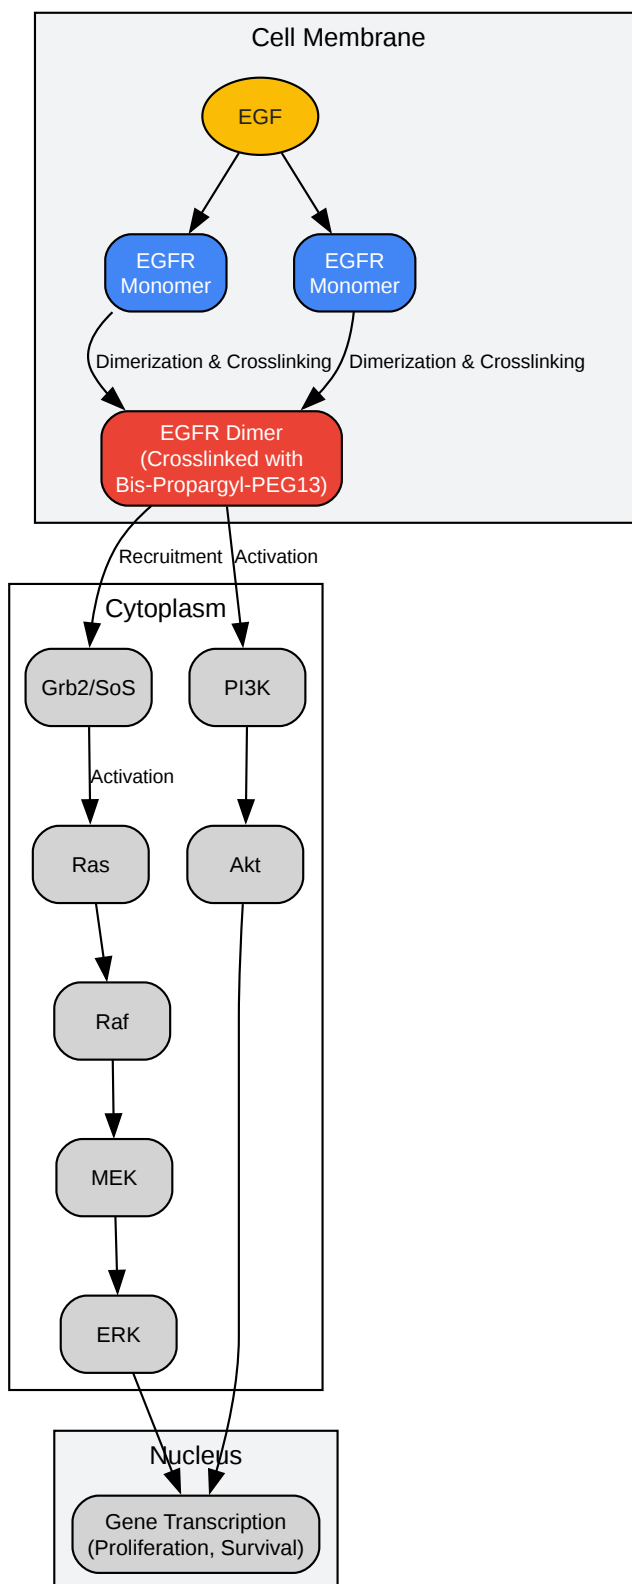 Cell Membrane
EGF
EGFR
Monomer
EGFR
Monomer
Dimerization & Crosslinking
Dimerization & Crosslinking
EGFR Dimer
(Crosslinked with
Bis-Propargyl-PEG13)
Recruitment
Activation
Cytoplasm
Grb2/SoS
PI3K
Activation
Ras
Akt
Raf
MEK
ERK
Nucleus
Gene Transcription
(Proliferation, Survival)